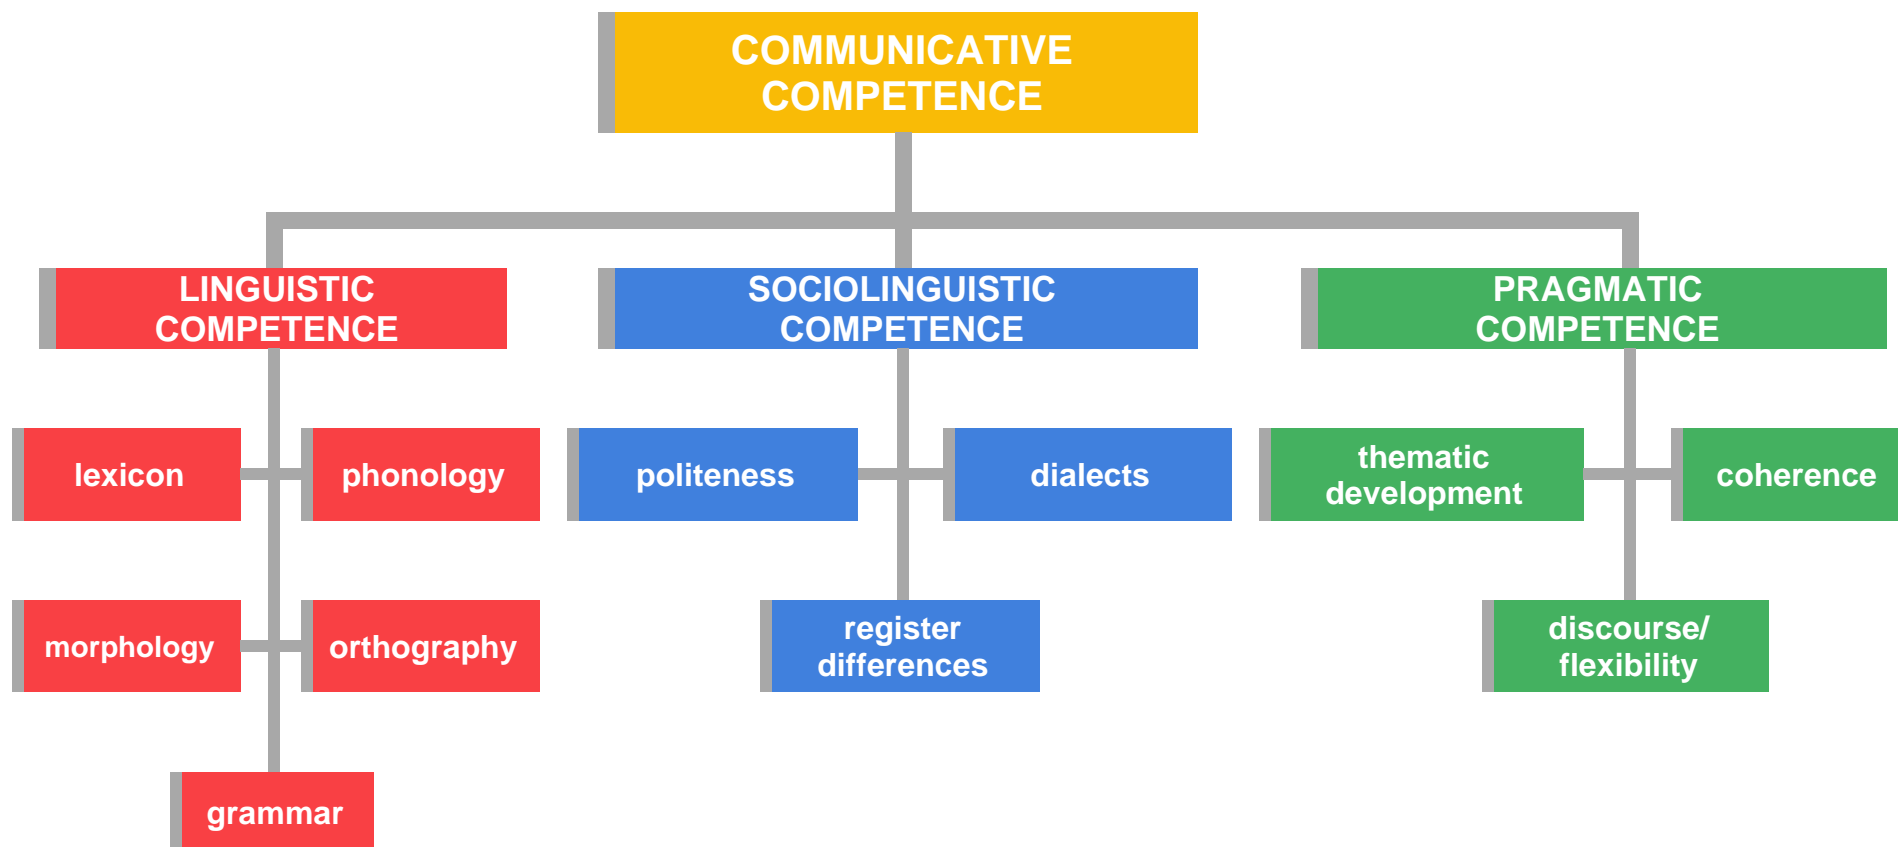 COMMUNICATIVE
COMPETENCE
LINGUISTIC
COMPETENCE
SOCIOLINGUISTIC
COMPETENCE
PRAGMATIC
COMPETENCE
lexicon
phonology
politeness
dialects
thematic
development
coherence
morphology
orthography
register
differences
discourse/
flexibility
grammar